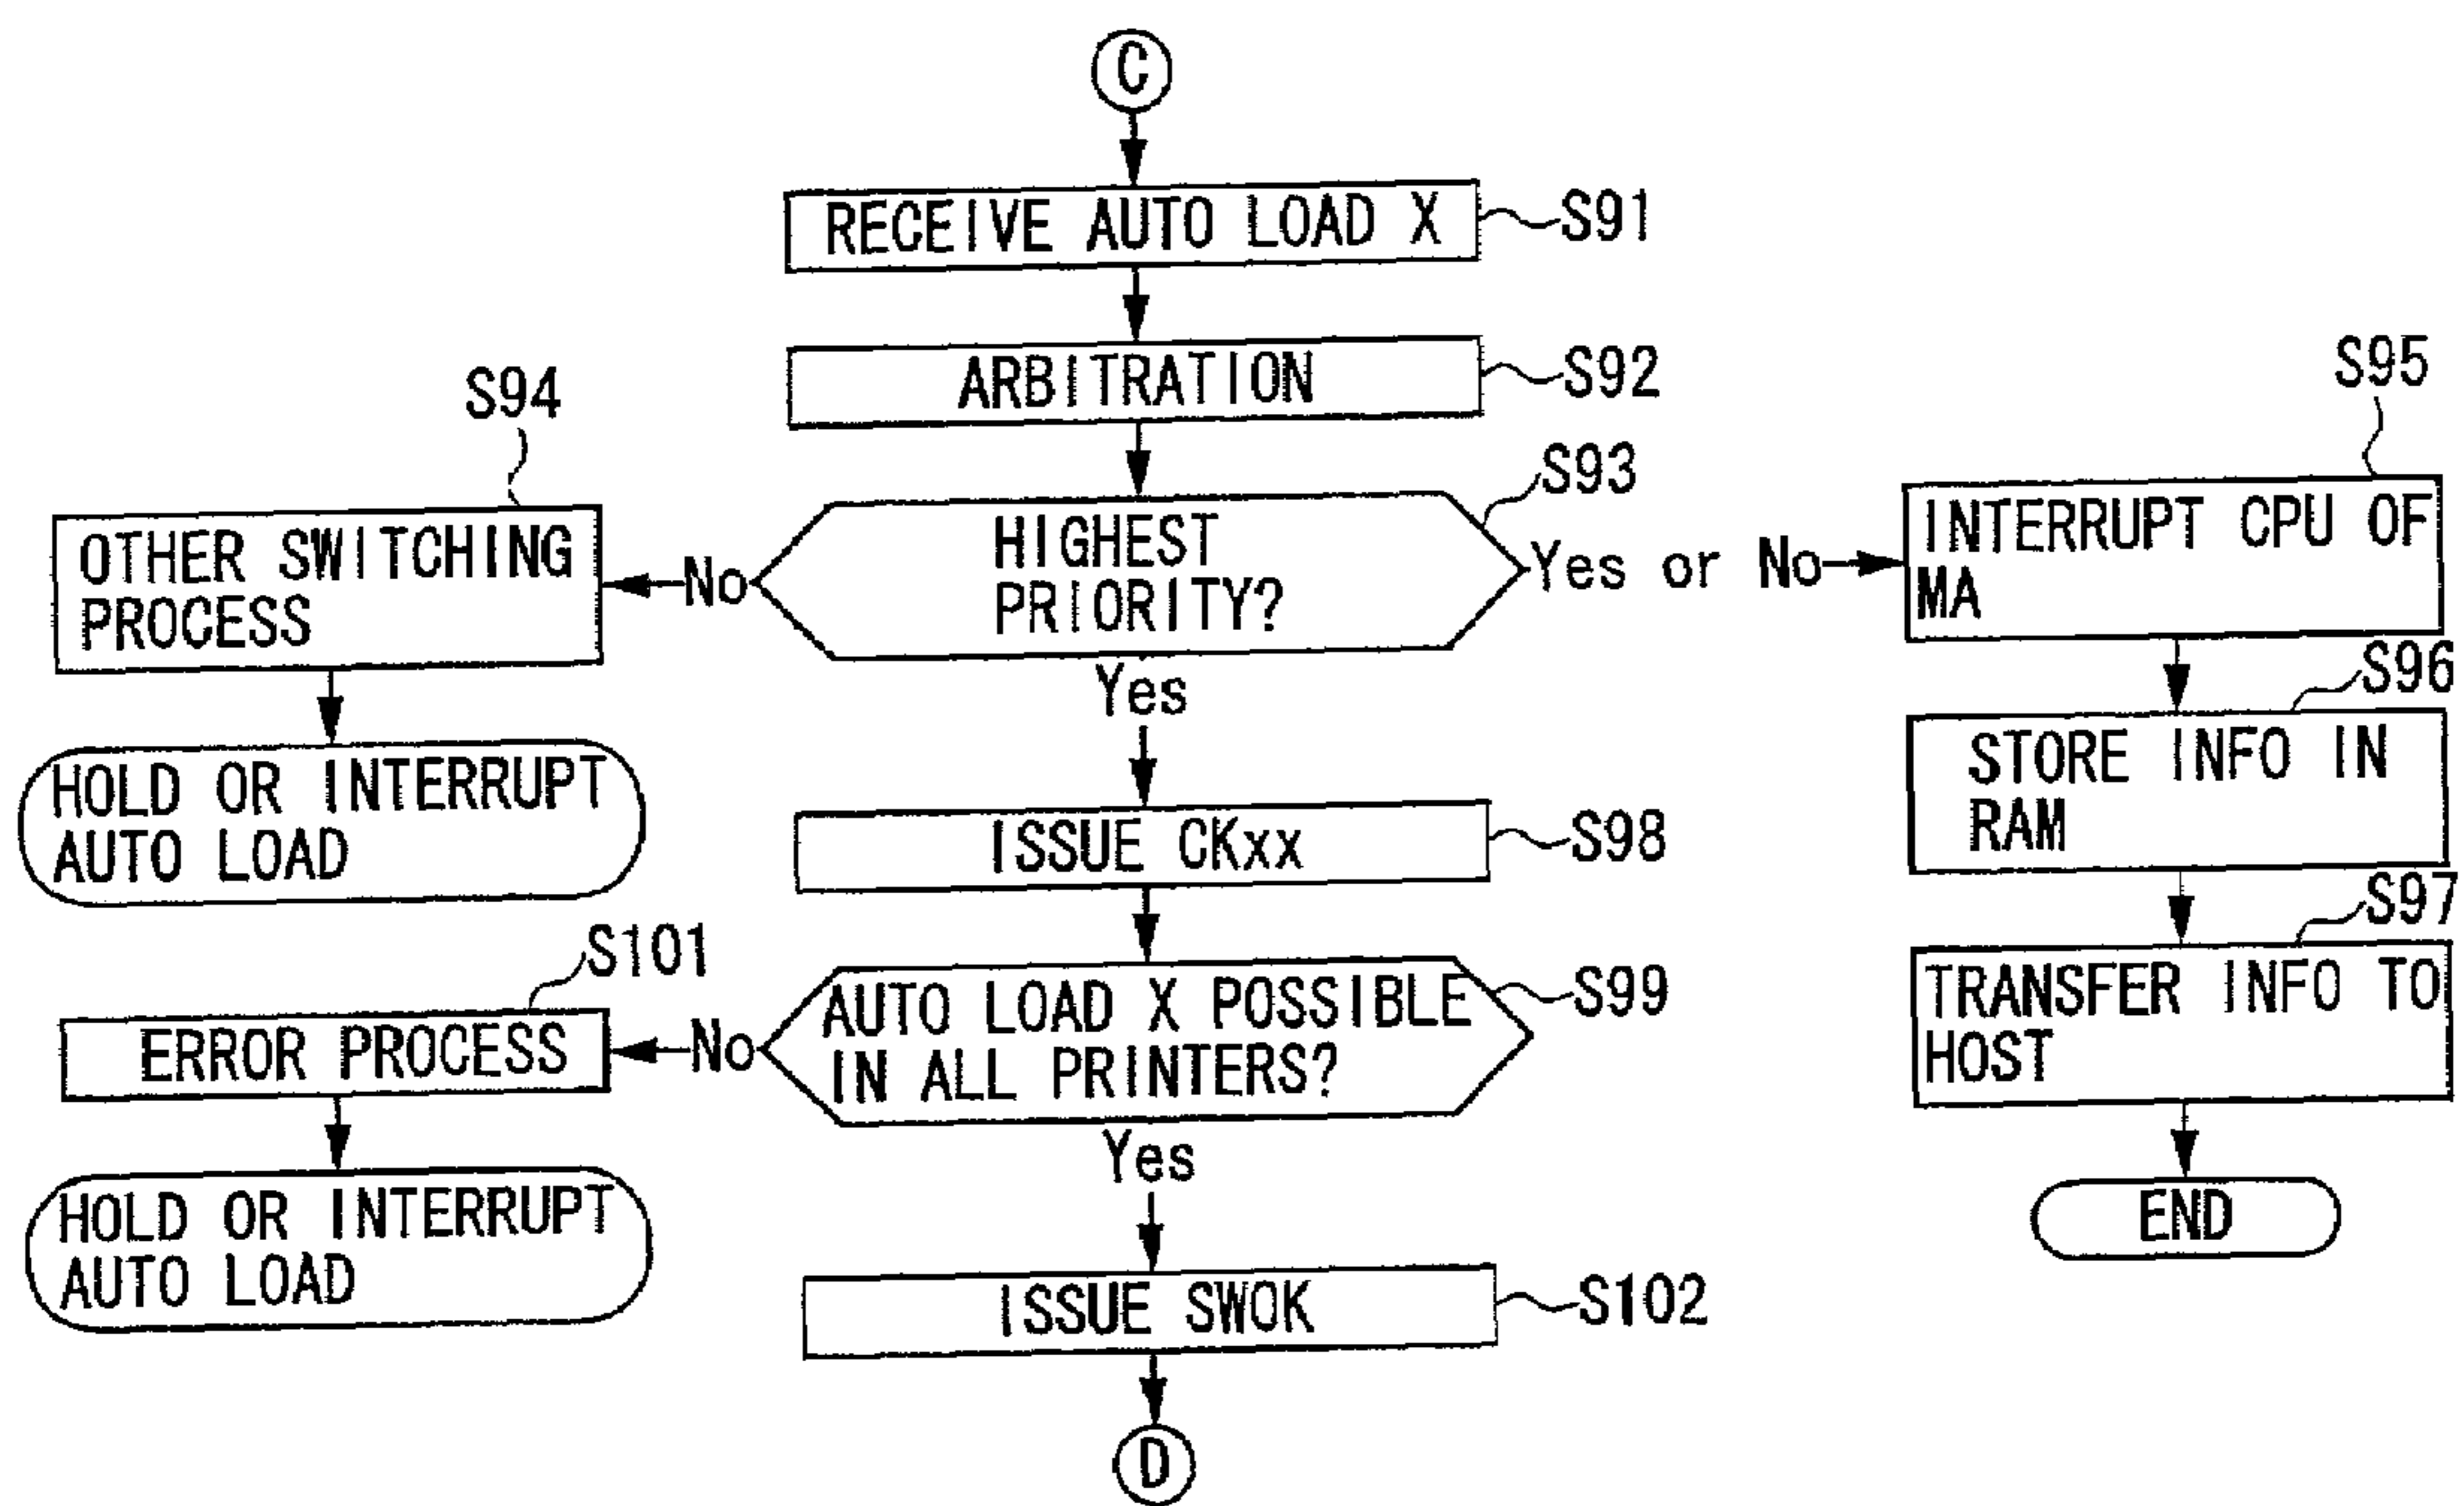 C
RECEIVE AUTO LOAD X
S91
ARBITRATION
S92
S93
HIGHEST
PRIORITY?
No
Yes or No
Yes
S94
OTHER SWITCHING
PROCESS
HOLD OR INTERRUPT
AUTO LOAD
S95
INTERRUPT CPU OF
MA
S96
STORE INFO IN
RAM
S97
TRANSFER INFO TO
HOST
END
ISSUE CKxx
S98
AUTO LOAD X POSSIBLE
IN ALL PRINTERS?
S99
No
Yes
S101
ERROR PROCESS
HOLD OR INTERRUPT
AUTO LOAD
ISSUE SWOK
S102
D